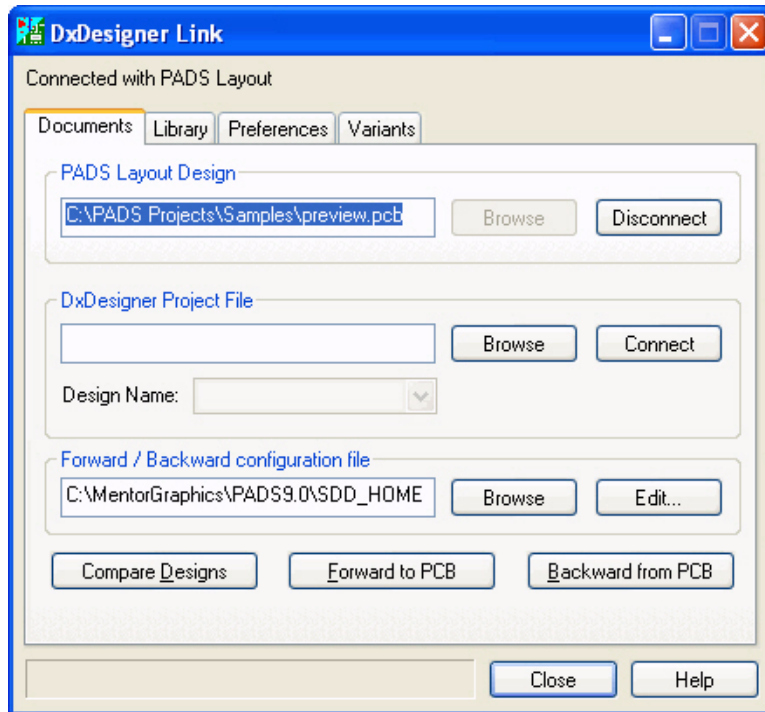 DxDesigner Link
Connected with PADS Layout
Documents Library Preferences Variants
PADS Layout Design
C:\PADS Projects\Samples\preview.pcb Browse Disconnect
DxDesigner Project File
Browse Connect
Design Name:
Forward / Backward configuration file
C:\MentorGraphics\PADS9.0\SDD_HOME Browse Edit...
Compare Designs Forward to PCB Backward from PCB
Close Help